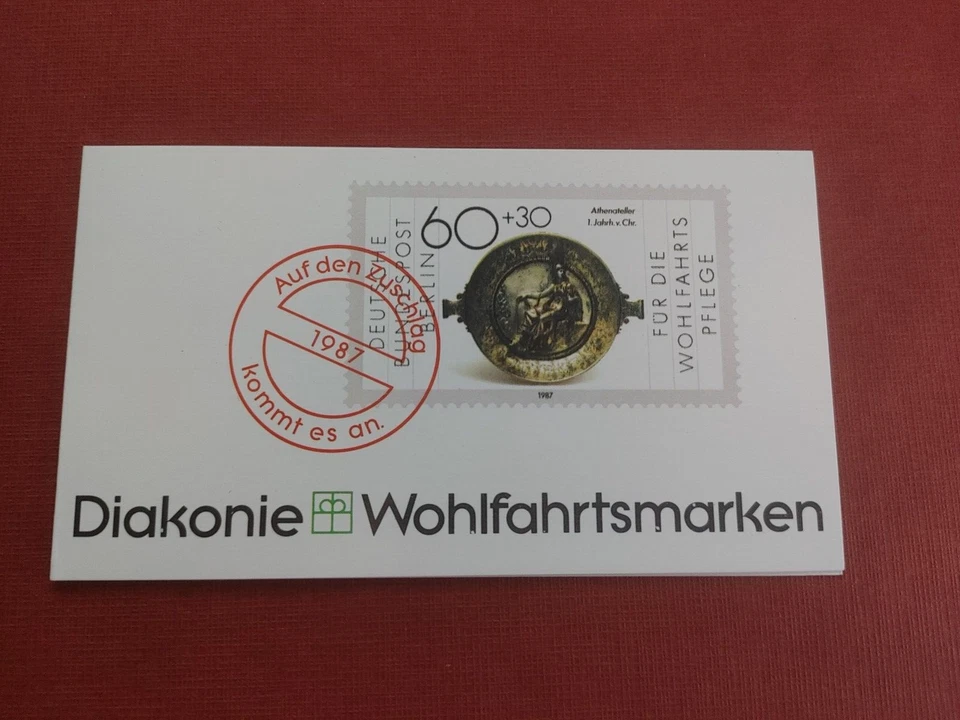 60+30
Athenateller
1. Jahrh. v. Chr.
DEUTSCHE
BUNDESPOST
BERLIN
FÜR DIE
WOHLFAHRTS
PFLEGE
1987
Auf den Zuschlag
1987
kommt es an.
Diakonie Wohlfahrtsmarken